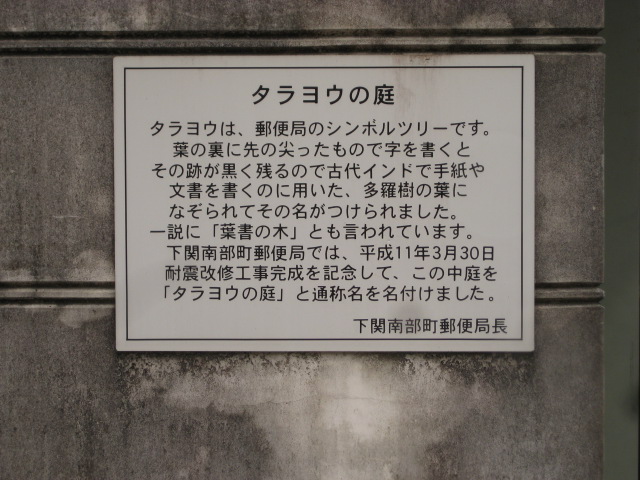 タラヨウの庭
タラヨウは、郵便局のシンボルツリーです。
葉の裏に先の尖ったもので字を書くと
その跡が黒く残るので古代インドで手紙や
文書を書くのに用いた、多羅樹の葉に
なぞられてその名がつけられました。
一説に「葉書の木」とも言われています。
下関南部町郵便局では、平成11年3月30日
耐震改修工事完成を記念して、この中庭を
「タラヨウの庭」と通称名を名付けました。
下関南部町郵便局長